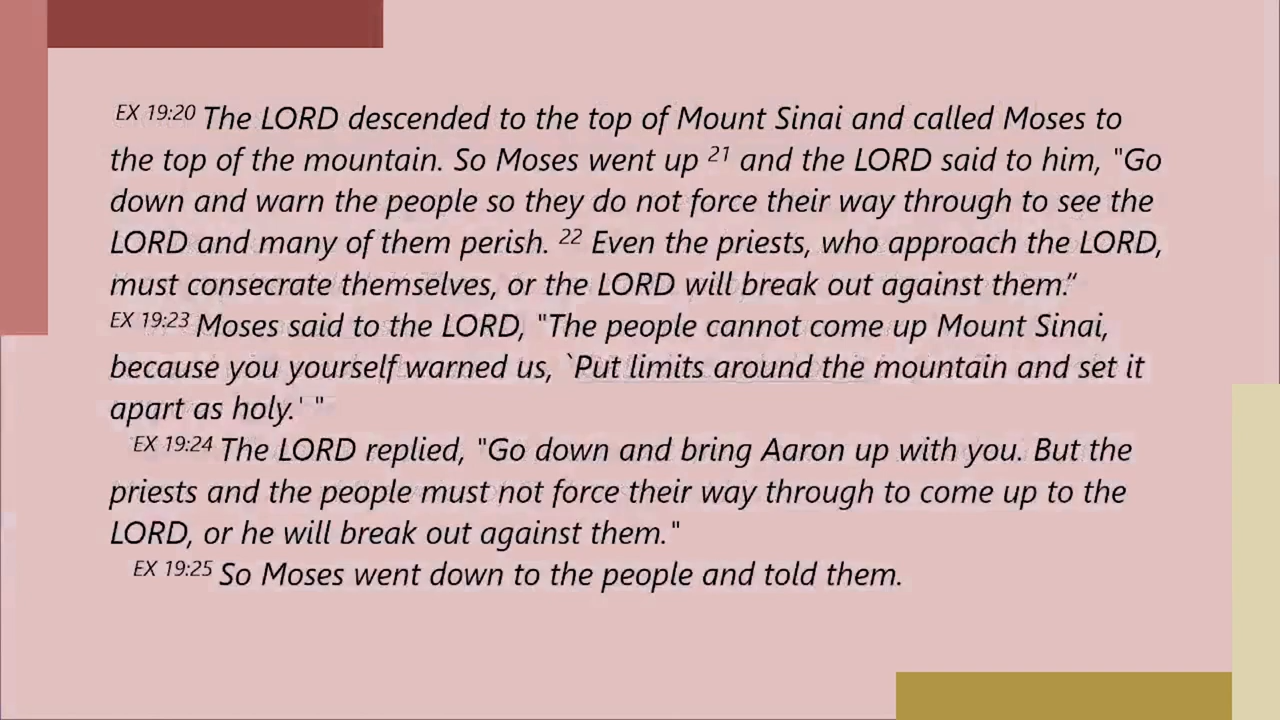 EX 19:20 The LORD descended to the top of Mount Sinai and called Moses to
the top of the mountain. So Moses went up 21 and the LORD said to him, "Go
down and warn the people so they do not force their way through to see the
LORD and many of them perish. 22 Even the priests, who approach the LORD,
must consecrate themselves, or the LORD will break out against them.”
EX 19:23 Moses said to the LORD, "The people cannot come up Mount Sinai,
because you yourself warned us, `Put limits around the mountain and set it
apart as holy.' "
EX 19:24 The LORD replied, "Go down and bring Aaron up with you. But the
priests and the people must not force their way through to come up to the
LORD, or he will break out against them."
EX 19:25 So Moses went down to the people and told them.